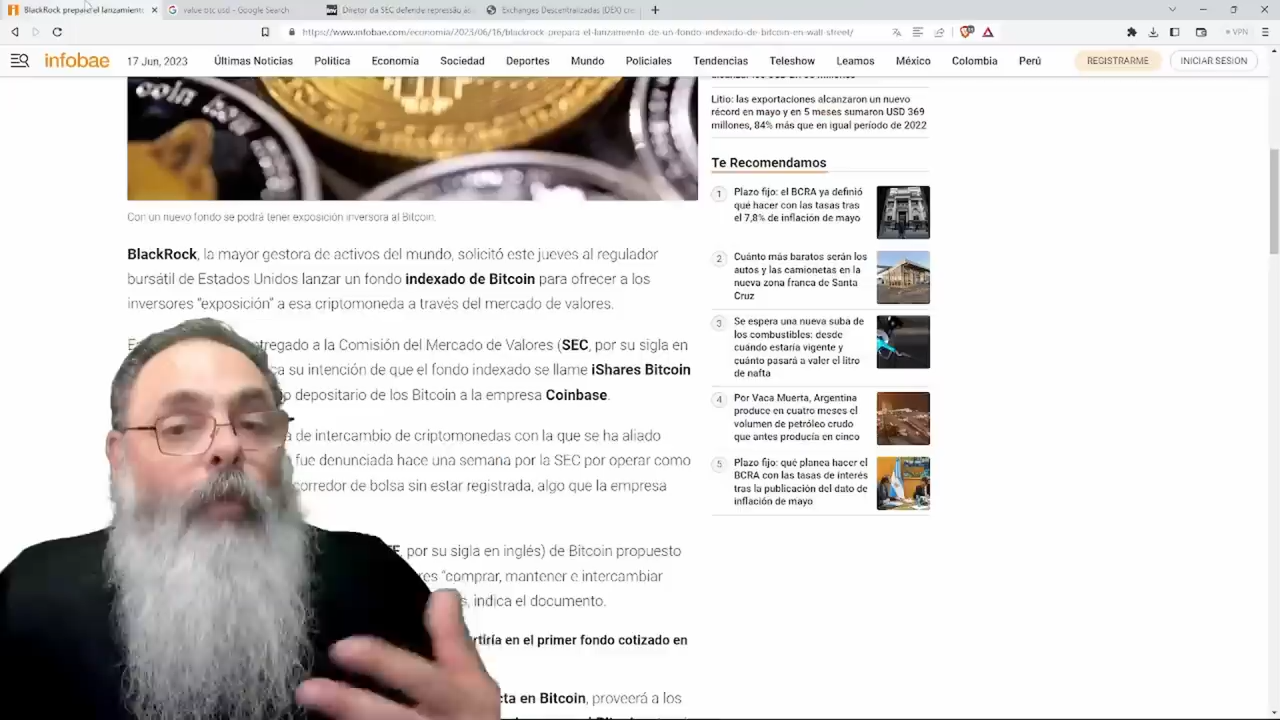 BlackRock prepara el lanzamiento
value btc usd - Google Search
Diretor da SEC defende repressão às
Exchanges Descentralizadas (DEX) cre
https://www.infobae.com/economia/2023/06/16/blackrock-prepara-el-lanzamiento-de-un-fondo-indexado-de-bitcoin-en-wall-street/
VPN
infobae
17 Jun, 2023
Últimas Noticias
Política
Economía
Sociedad
Deportes
Mundo
Policiales
Tendencias
Teleshow
Leamos
México
Colombia
Perú
REGISTRARME
INICIAR SESIÓN
coin
Con un nuevo fondo se podrá tener exposición inversora al Bitcoin.
BlackRock, la mayor gestora de activos del mundo, solicitó este jueves al regulador
bursátil de Estados Unidos lanzar un fondo indexado de Bitcoin para ofrecer a los
inversores “exposición” a esa criptomoneda a través del mercado de valores.
ntregado a la Comisión del Mercado de Valores (SEC, por su sigla en
ca su intención de que el fondo indexado se llame iShares Bitcoin
o depositario de los Bitcoin a la empresa Coinbase.
a de intercambio de criptomonedas con la que se ha aliado
fue denunciada hace una semana por la SEC por operar como
corredor de bolsa sin estar registrada, algo que la empresa
por su sigla en inglés) de Bitcoin propuesto
res “comprar, mantener e intercambiar
s, indica el documento.
rtiría en el primer fondo cotizado en
cta en Bitcoin, proveerá a los
Litio: las exportaciones alcanzaron un nuevo
récord en mayo y en 5 meses sumaron USD 369
millones, 84% más que en igual período de 2022
Te Recomendamos
1
Plazo fijo: el BCRA ya definió
qué hacer con las tasas tras
el 7,8% de inflación de mayo
2
Cuánto más baratos serán los
autos y las camionetas en la
nueva zona franca de Santa
Cruz
3
Se espera una nueva suba de
los combustibles: desde
cuándo estaría vigente y
cuánto pasará a valer el litro
de nafta
4
Por Vaca Muerta, Argentina
produce en cuatro meses el
volumen de petróleo crudo
que antes producía en cinco
5
Plazo fijo: qué planea hacer el
BCRA con las tasas de interés
tras la publicación del dato de
inflación de mayo